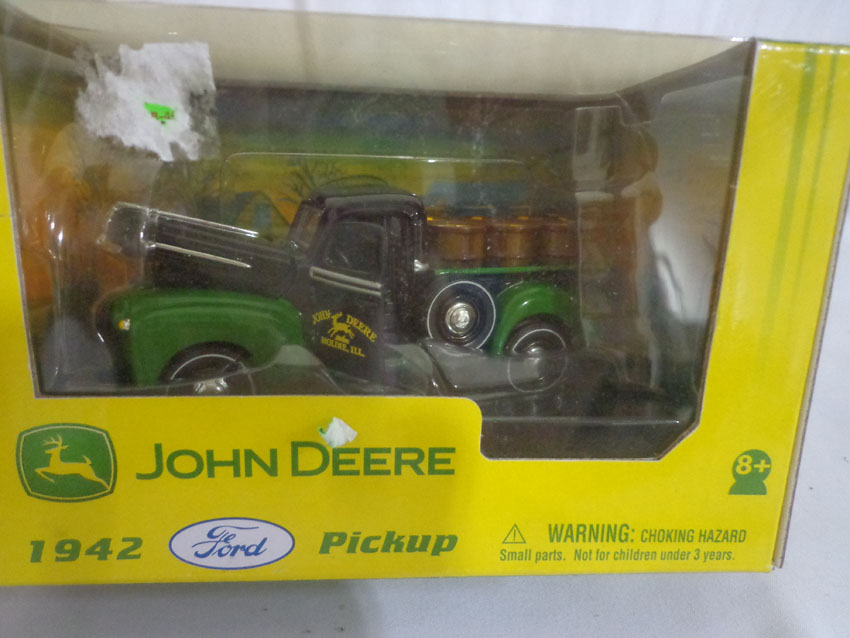 JOHN DEERE
MOLINE, ILL.
JOHN DEERE
8+
1942 Ford Pickup
WARNING: CHOKING HAZARD
Small parts. Not for children under 3 years.